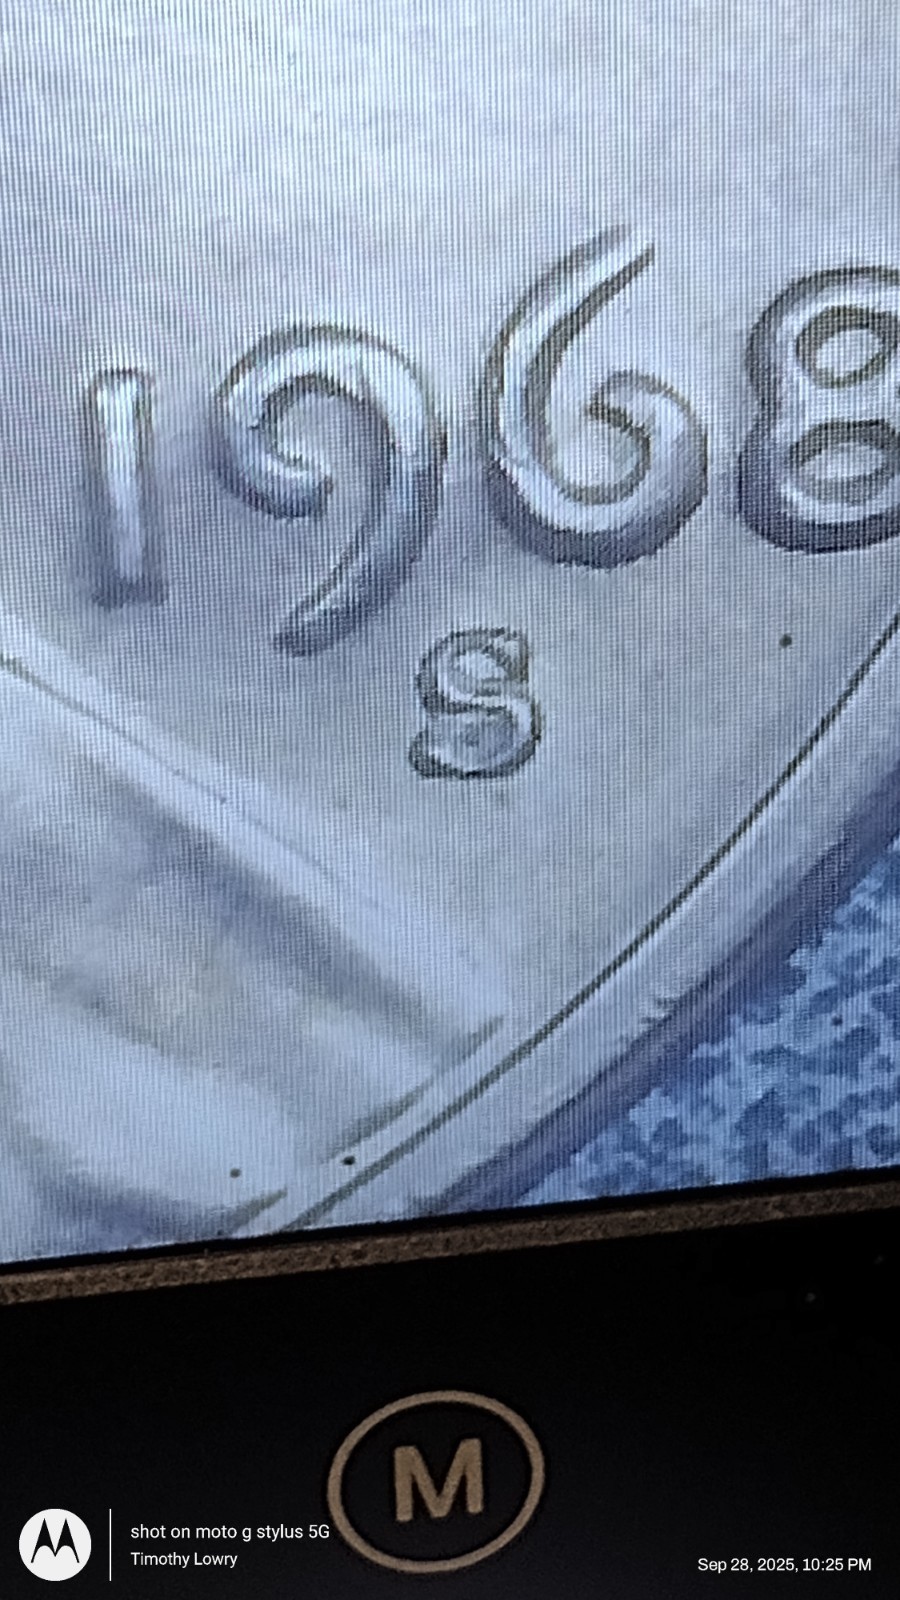 1968
S
M
shot on moto g stylus 5G
Timothy Lowry
Sep 28, 2025, 10:25 PM